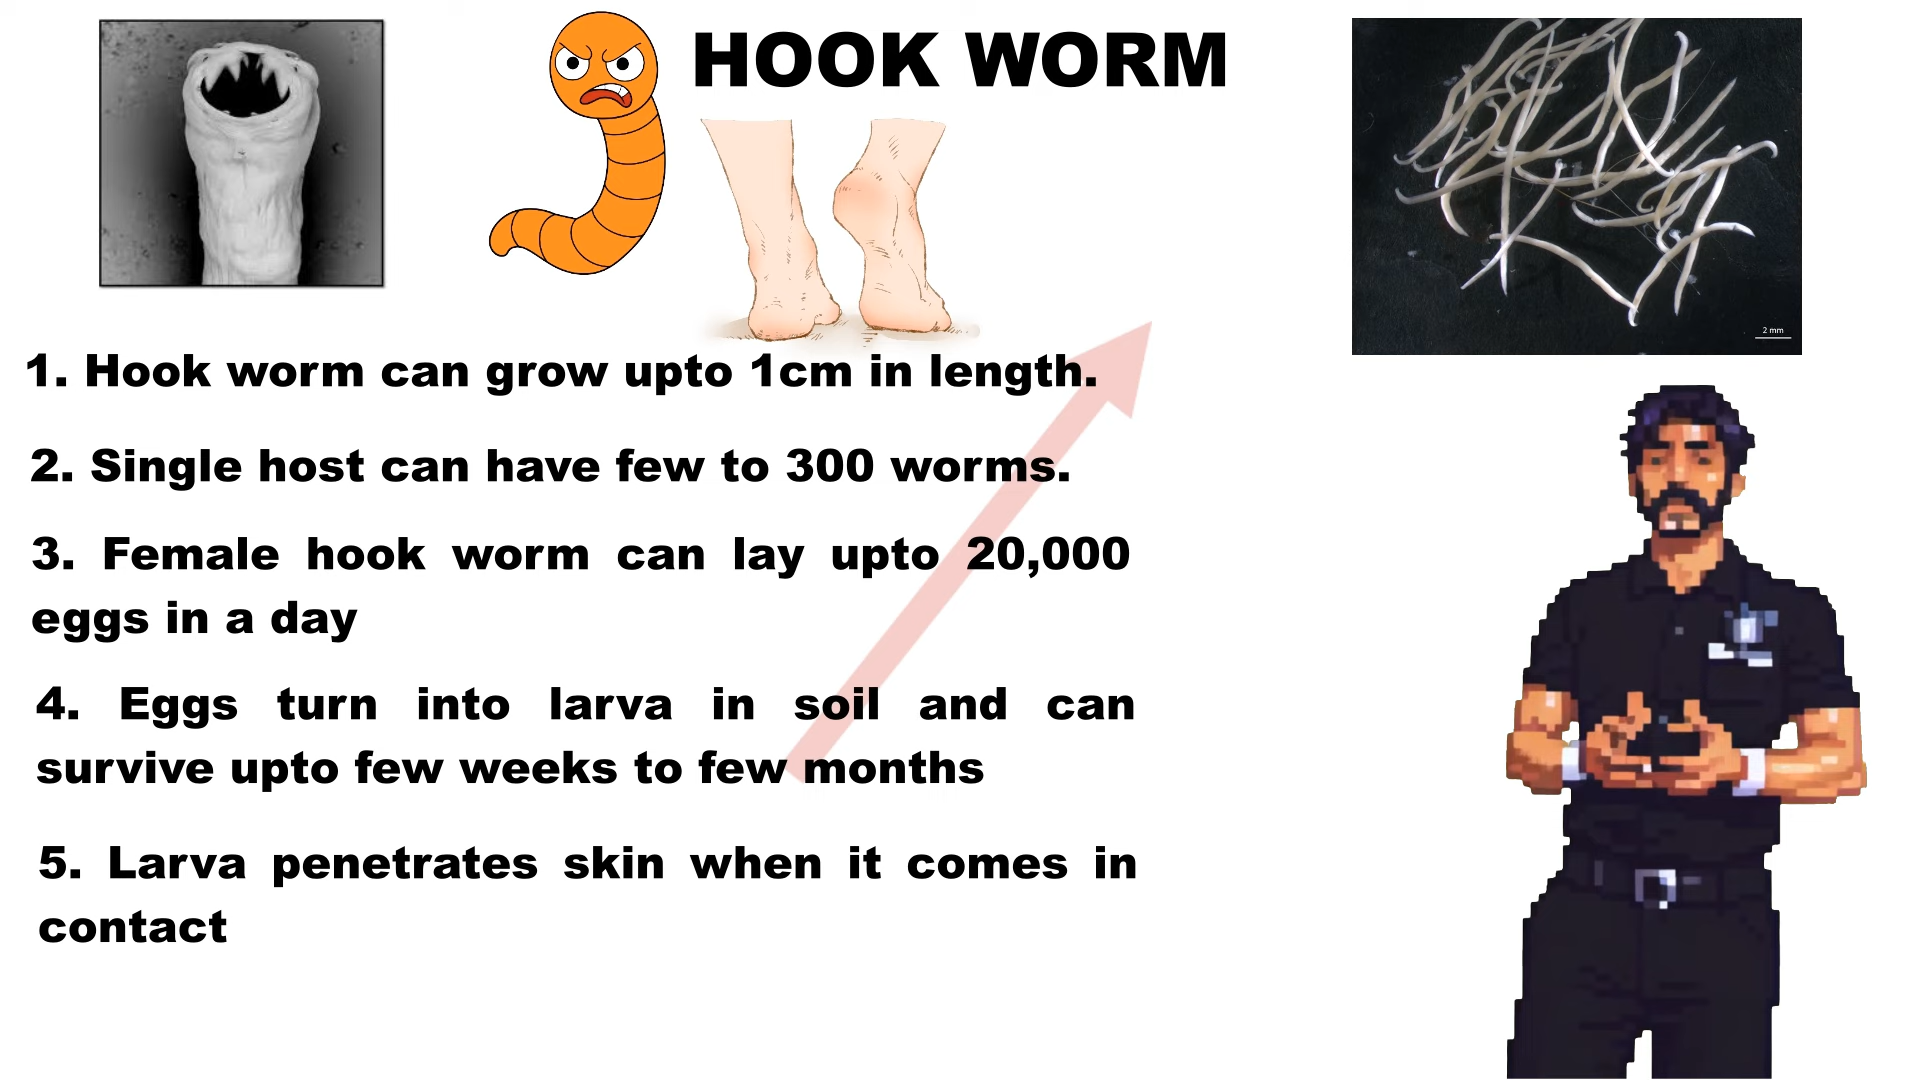 HOOK WORM
2 mm
1. Hook worm can grow upto 1cm in length.
2. Single host can have few to 300 worms.
3. Female hook worm can lay upto 20,000
eggs in a day
4. Eggs turn into larva in soil and can
survive upto few weeks to few months
5. Larva penetrates skin when it comes in
contact